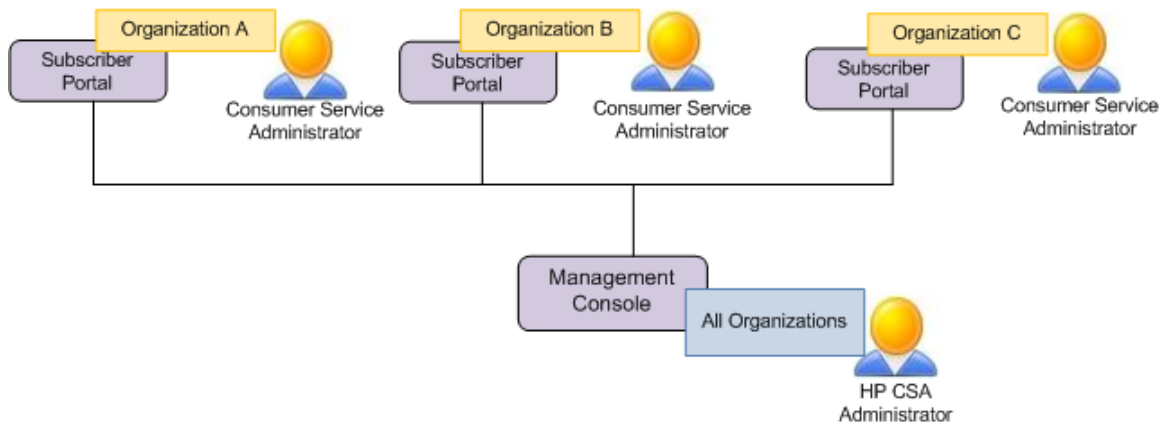 Organization A
Subscriber
Portal
Consumer Service
Administrator
Organization B
Subscriber
Portal
Consumer Service
Administrator
Organization C
Subscriber
Portal
Consumer Service
Administrator
Management
Console
All Organizations
HP CSA
Administrator